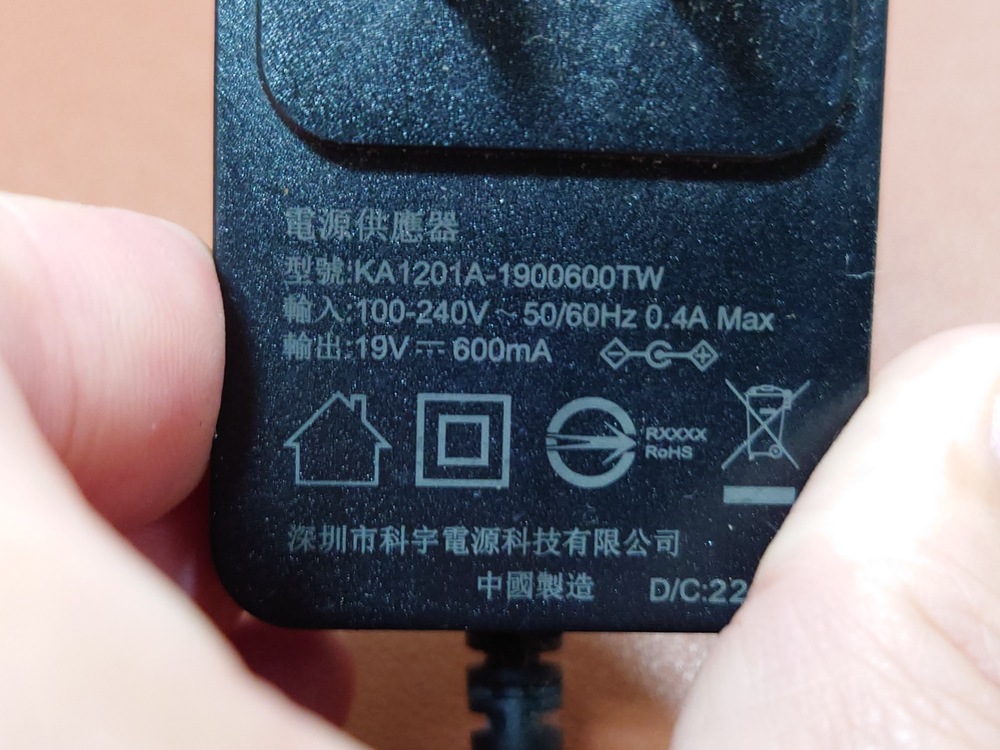 電源供應器
型號:KA1201A-1900600TW
輸入:100-240V ~ 50/60Hz 0.4A Max
輸出:19V⎓600mA
RXXXX
RoHS
深圳市科宇電源科技有限公司
中國製造 D/C:22